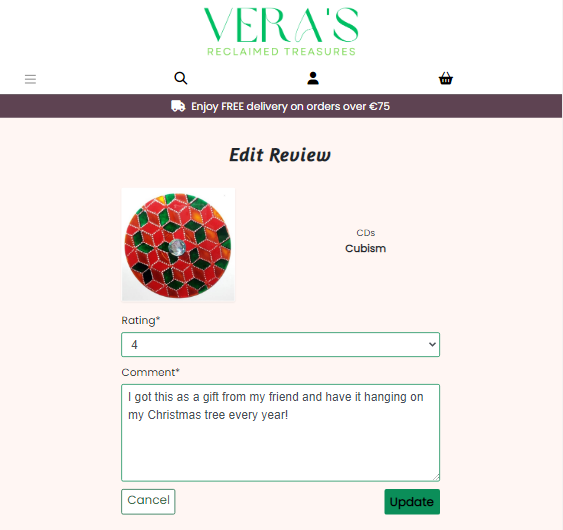 VERA'S
RECLAIMED TREASURES
Enjoy FREE delivery on orders over €75
Edit Review
CDs
Cubism
Rating*
4
Comment*
I got this as a gift from my friend and have it hanging on
my Christmas tree every year!
Cancel
Update